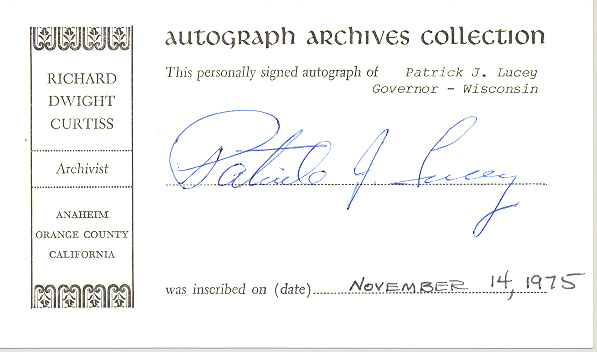 RICHARD
DWIGHT
CURTISS
Archivist
ANAHEIM
ORANGE COUNTY
CALIFORNIA
AUTOGRAPH ARCHIVES COLLECTION
This personally signed autograph of Patrick J. Lucey
Governor - Wisconsin
Patrick J. Lucey
was inscribed on (date) NOVEMBER 14, 1975